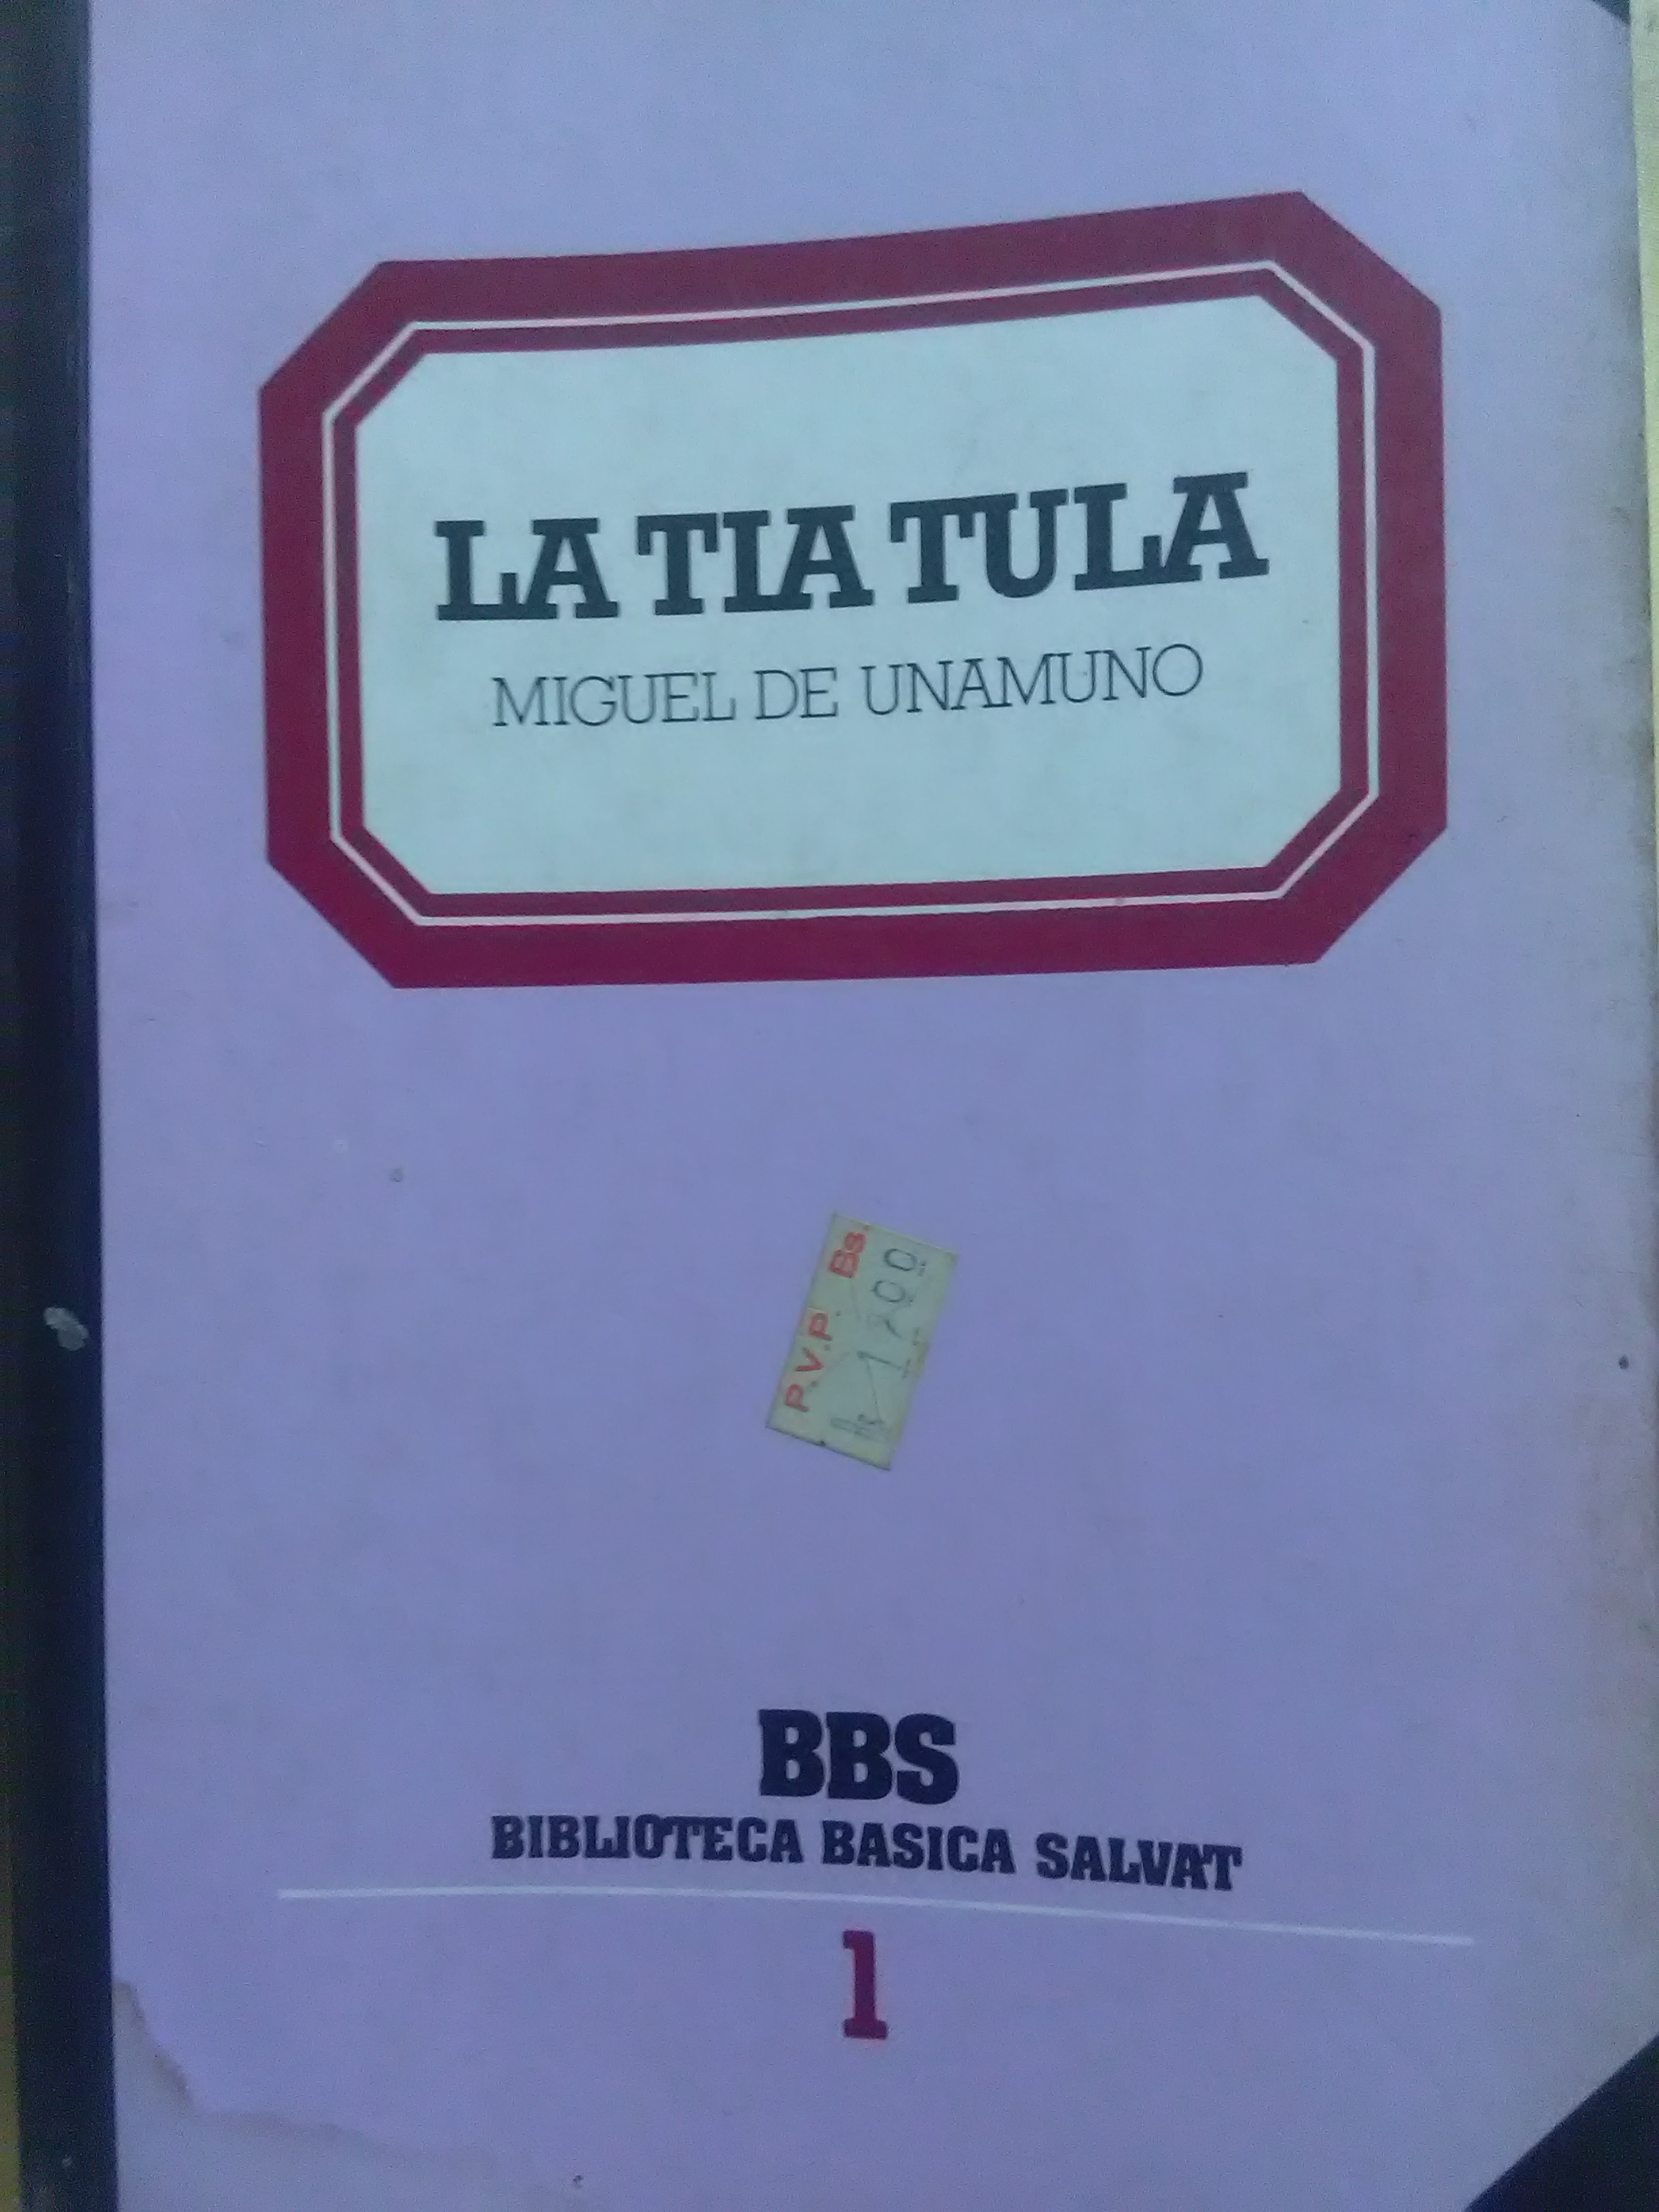 LA TIA TULA
MIGUEL DE UNAMUNO
P.V.P. Bs.
BBS
BIBLIOTECA BASICA SALVAT
1